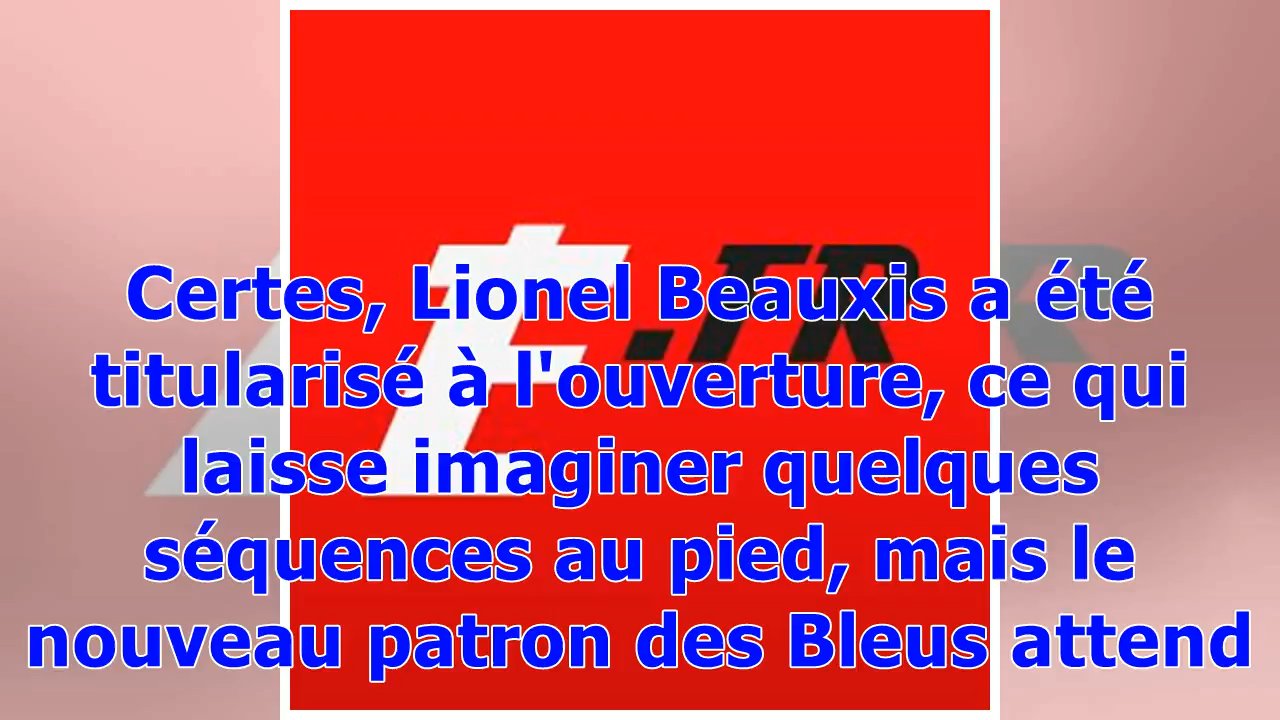 E.FR
R
Certes, Lionel Beauxis a été
titularisé à l'ouverture, ce qui
laisse imaginer quelques
séquences au pied, mais le
nouveau patron des Bleus attend